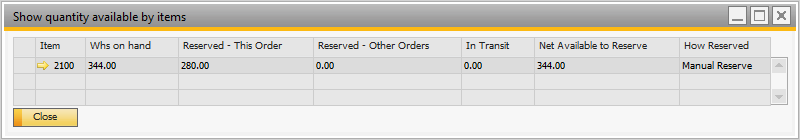 Show quantity available by items
Item Whs on hand Reserved - This Order Reserved - Other Orders In Transit Net Available to Reserve How Reserved
2100 344.00 280.00 0.00 0.00 344.00 Manual Reserve
Close